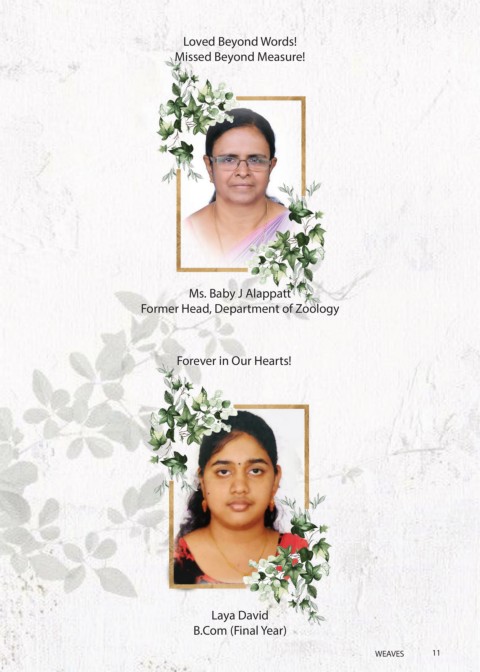 Loved Beyond Words!
Missed Beyond Measure!
Ms. Baby J Alappatt
Former Head, Department of Zoology
Forever in Our Hearts!
Laya David
B.Com (Final Year)
WEAVES 11